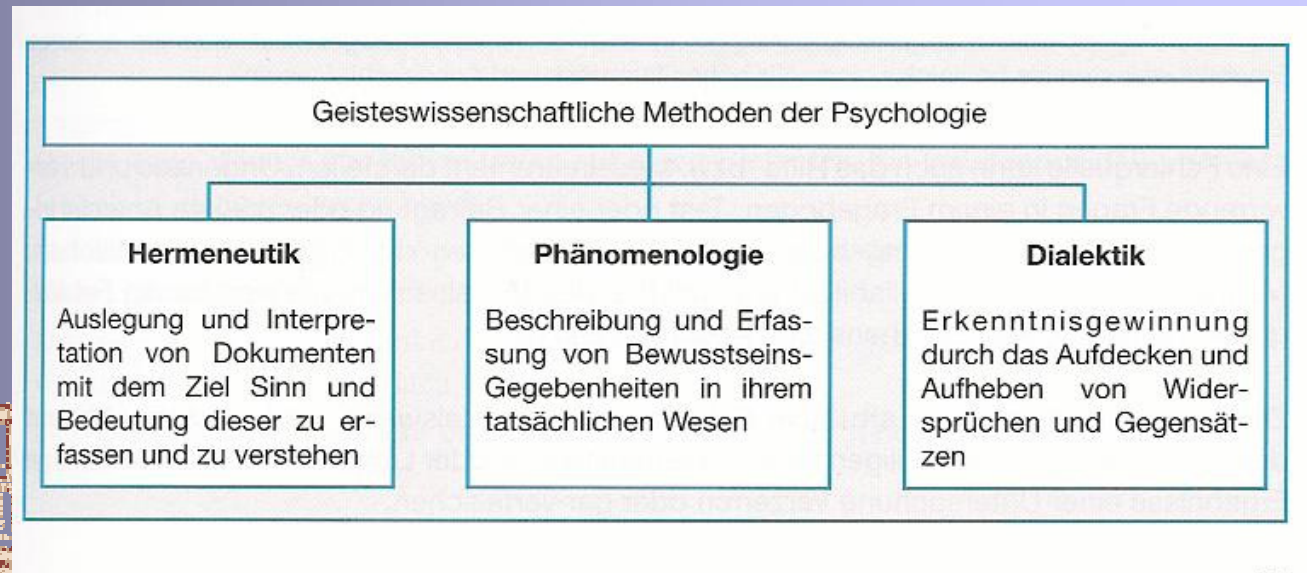 Geisteswissenschaftliche Methoden der Psychologie
Hermeneutik
Auslegung und Interpre-
tation von Dokumenten
mit dem Ziel Sinn und
Bedeutung dieser zu er-
fassen und zu verstehen
Phänomenologie
Beschreibung und Erfas-
sung von Bewusstseins-
Gegebenheiten in ihrem
tatsächlichen Wesen
Dialektik
Erkenntnisgewinnung
durch das Aufdecken und
Aufheben von Wider-
sprüchen und Gegensät-
zen